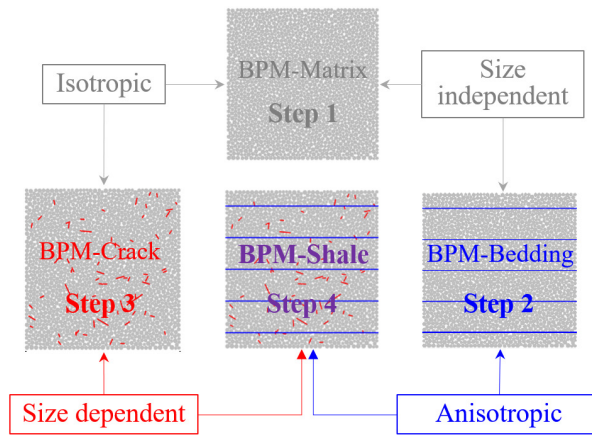 BPM-Matrix
Step 1
Isotropic
Size
independent
BPM-Crack
Step 3
BPM-Shale
Step 4
BPM-Bedding
Step 2
Size dependent
Anisotropic